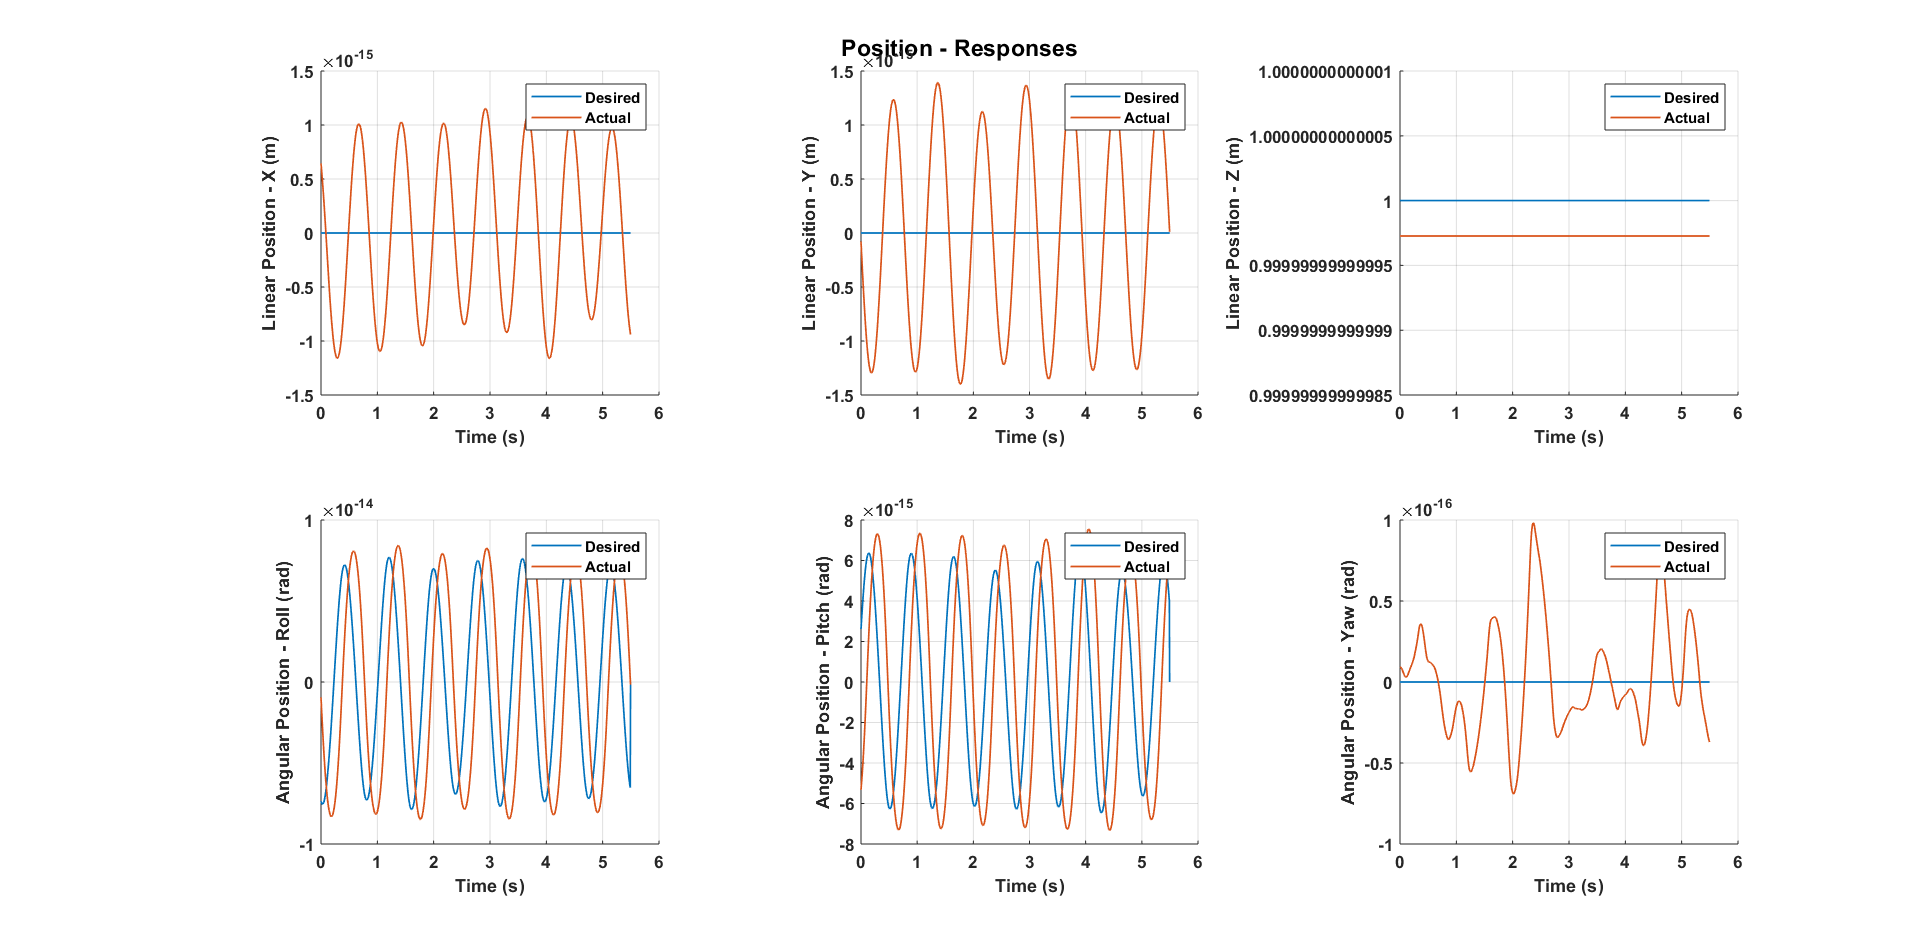 Position - Responses
×10-15
1.5
1
0.5
0
-0.5
-1
-1.5
Linear Position - X (m)
Desired
Actual
0 1 2 3 4 5 6
Time (s)
×10-15
1.5
1
0.5
0
-0.5
-1
-1.5
Linear Position - Y (m)
Desired
Actual
0 1 2 3 4 5 6
Time (s)
1.0000000000001
1.00000000000005
1
0.99999999999995
0.9999999999999
0.99999999999985
Linear Position - Z (m)
Desired
Actual
0 1 2 3 4 5 6
Time (s)
×10-14
1
0
-1
Angular Position - Roll (rad)
Desired
Actual
0 1 2 3 4 5 6
Time (s)
×10-15
8
6
4
2
0
-2
-4
-6
-8
Angular Position - Pitch (rad)
Desired
Actual
0 1 2 3 4 5 6
Time (s)
×10-16
1
0.5
0
-0.5
-1
Angular Position - Yaw (rad)
Desired
Actual
0 1 2 3 4 5 6
Time (s)